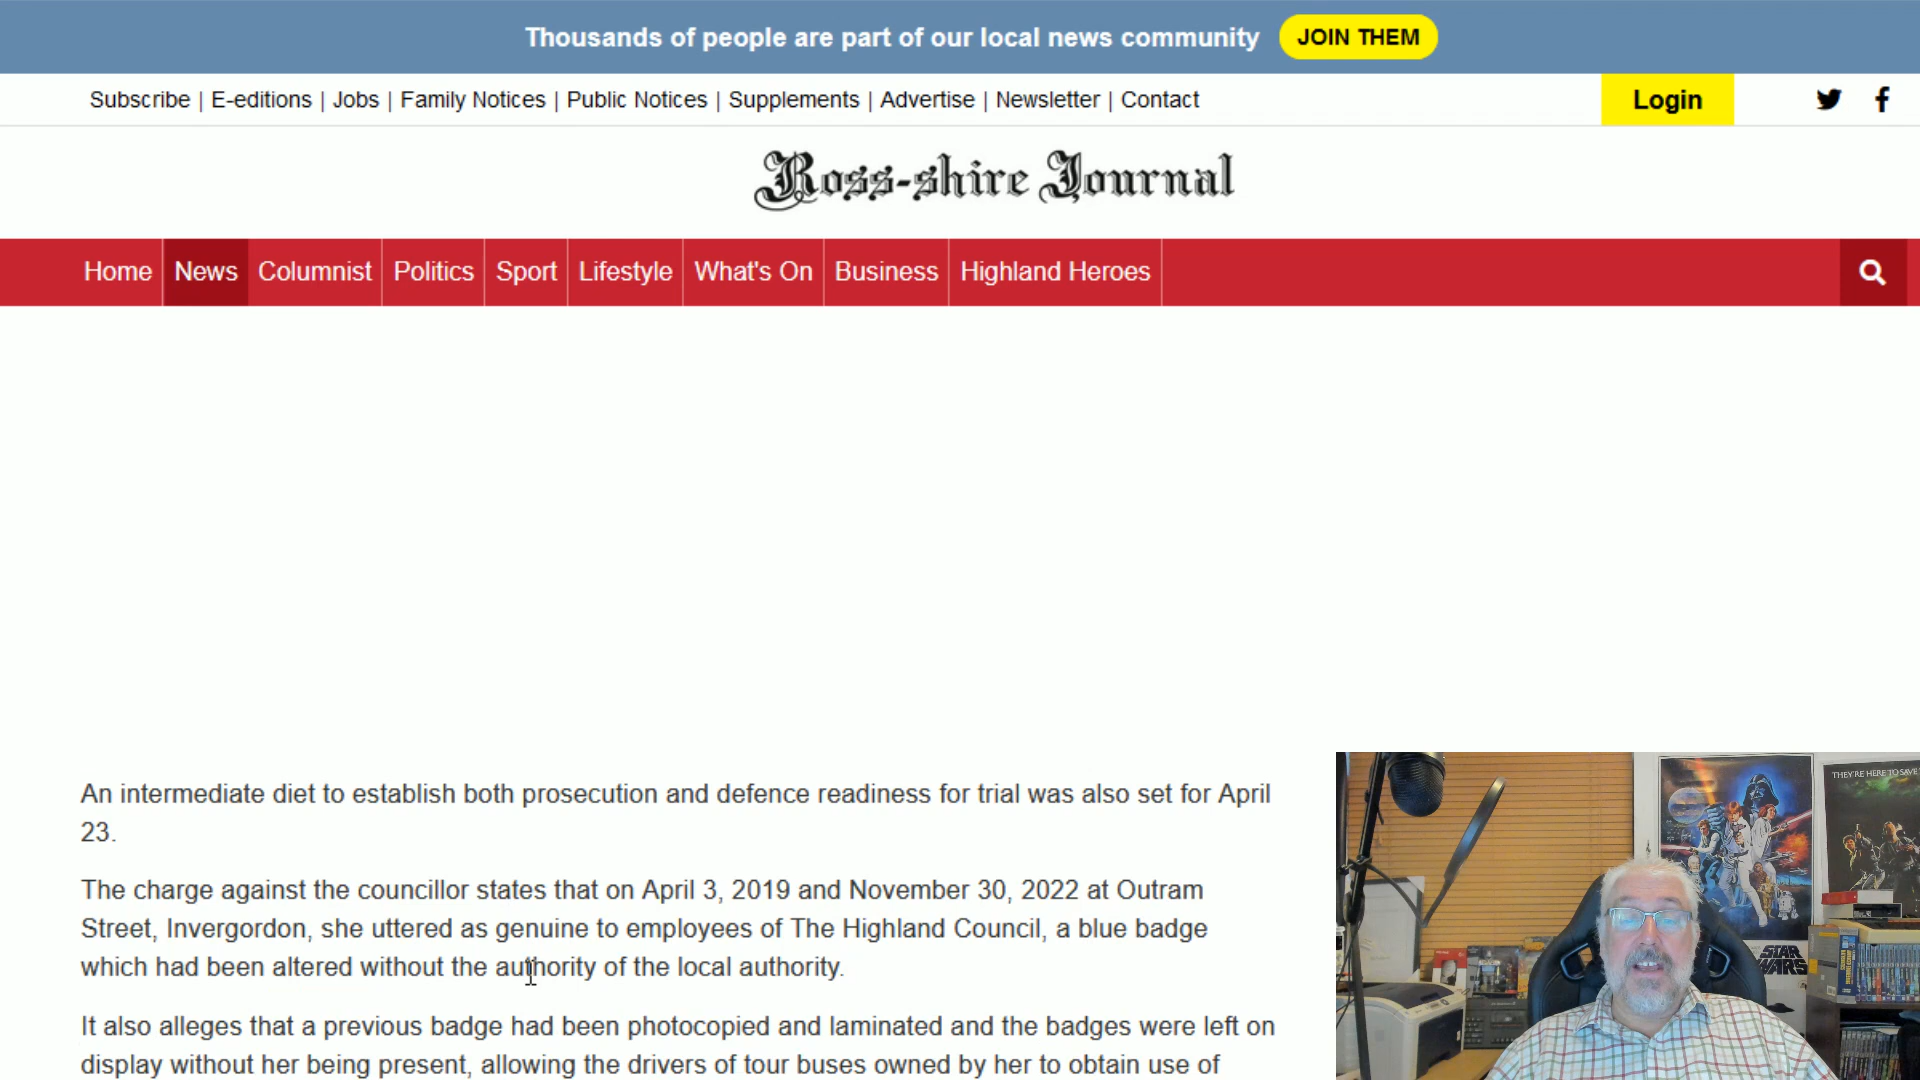 Thousands of people are part of our local news community JOIN THEM
Subscribe | E-editions | Jobs | Family Notices | Public Notices | Supplements | Advertise | Newsletter | Contact Login
Ross-shire Journal
Home News Columnist Politics Sport Lifestyle What's On Business Highland Heroes
An intermediate diet to establish both prosecution and defence readiness for trial was also set for April
23.
The charge against the councillor states that on April 3, 2019 and November 30, 2022 at Outram
Street, Invergordon, she uttered as genuine to employees of The Highland Council, a blue badge
which had been altered without the authority of the local authority.
It also alleges that a previous badge had been photocopied and laminated and the badges were left on
display without her being present, allowing the drivers of tour buses owned by her to obtain use of
THEY'RE HERE TO SAVE
STAR
WARS